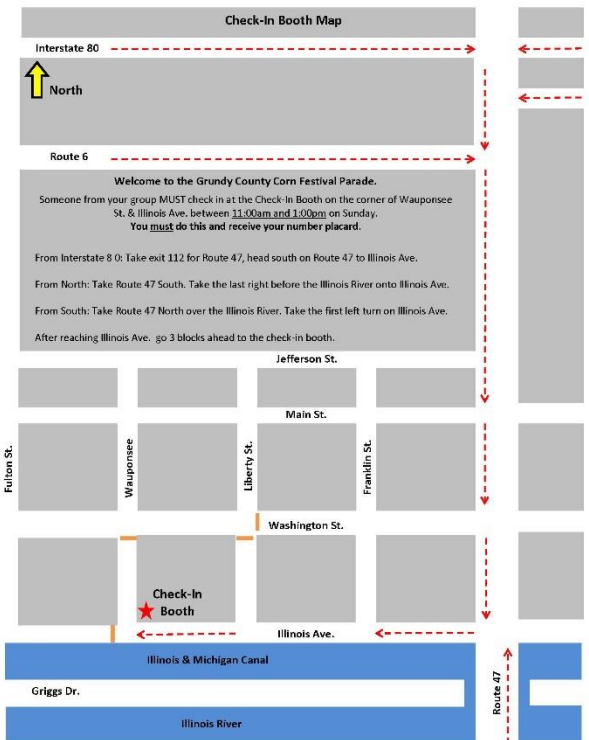 Check-In Booth Map
Interstate 80
North
Route 6
Welcome to the Grundy County Corn Festival Parade.
Someone from your group MUST check in at the Check-In Booth on the corner of Wauponsee
St. & Illinois Ave. between 11:00am and 1:00pm on Sunday.
You must do this and receive your number placard.
From Interstate 8 0: Take exit 112 for Route 47, head south on Route 47 to Illinois Ave.
From North: Take Route 47 South. Take the last right before the Illinois River onto Illinois Ave.
From South: Take Route 47 North over the Illinois River. Take the first left turn on Illinois Ave.
After reaching Illinois Ave. go 3 blocks ahead to the check-in booth.
Jefferson St.
Main St.
Fulton St.
Wauponsee
Liberty St.
Franklin St.
Washington St.
Check-In
Booth
Illinois Ave.
Illinois & Michigan Canal
Griggs Dr.
Route 47
Illinois River